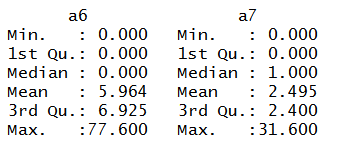 a6 a7
Min.   : 0.000   Min.   : 0.000
1st Qu.: 0.000   1st Qu.: 0.000
Median : 0.000   Median : 1.000
Mean   : 5.964   Mean   : 2.495
3rd Qu.: 6.925   3rd Qu.: 2.400
Max.   :77.600   Max.   :31.600